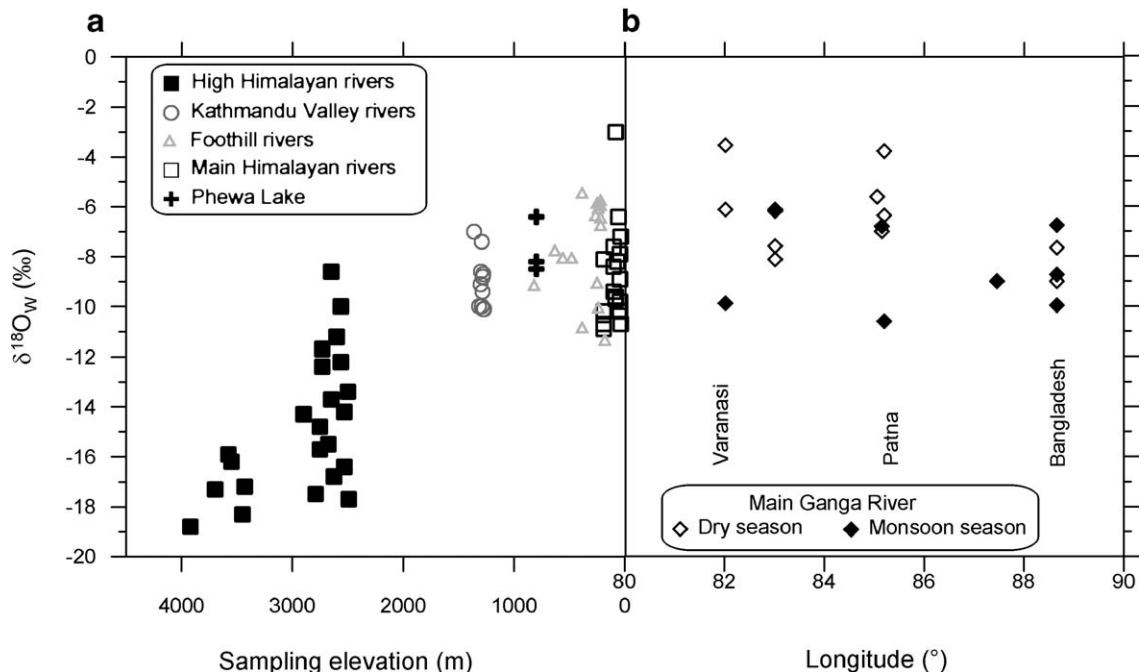 a
b
0
-2
-4
-6
-8
-10
-12
-14
-16
-18
-20
δ18OW (‰)
High Himalayan rivers
Kathmandu Valley rivers
Foothill rivers
Main Himalayan rivers
Phewa Lake
Varanasi
Patna
Bangladesh
Main Ganga River
Dry season Monsoon season
80 82 84 86 88 90
4000 3000 2000 1000 0
Sampling elevation (m)
Longitude (°)